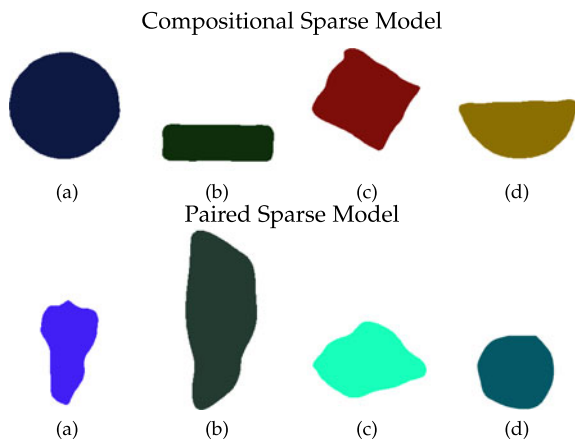 Compositional Sparse Model
(a) (b) (c) (d)
Paired Sparse Model
(a) (b) (c) (d)